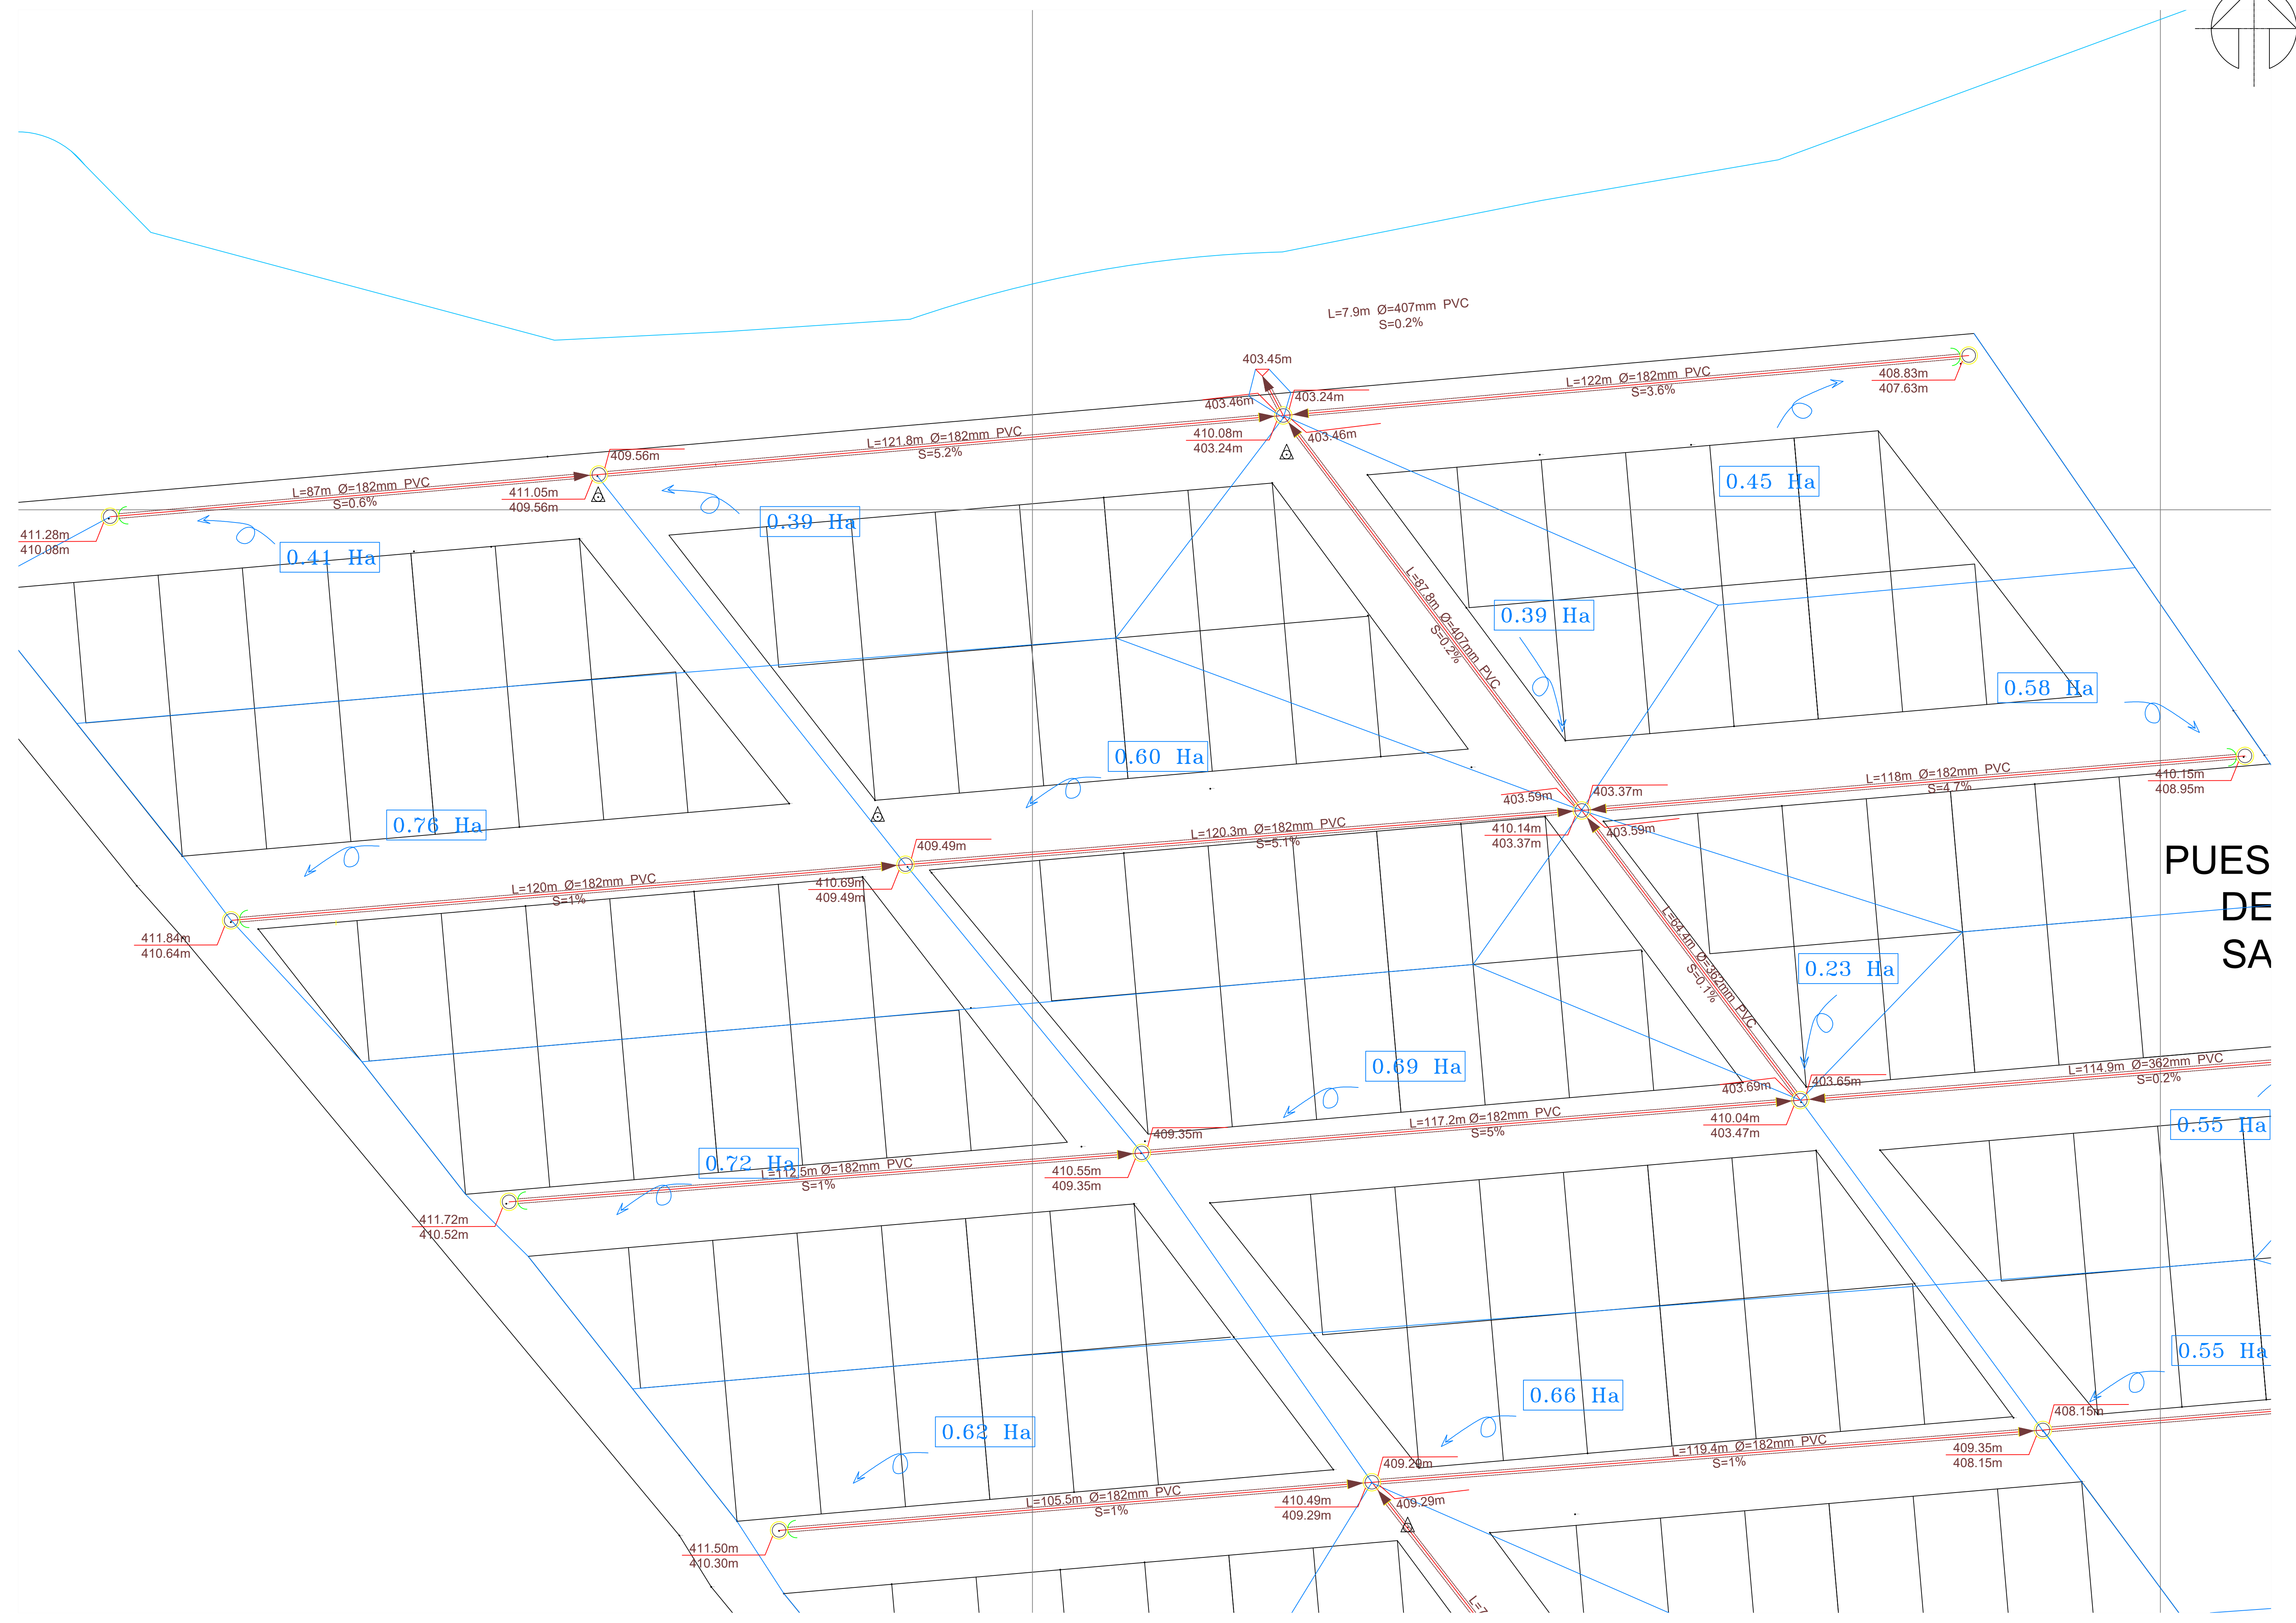 L=7.9m Ø=407mm PVC
S=0.2%
403.45m
403.46m
403.24m
L=122m Ø=182mm PVC
S=3.6%
408.83m
407.63m
410.08m
403.24m
403.46m
L=121.8m Ø=182mm PVC
S=5.2%
409.56m
L=87m Ø=182mm PVC
S=0.6%
411.05m
409.56m
411.28m
410.08m
0.41 Ha
0.39 Ha
0.45 Ha
L=87.8m Ø=407mm PVC
S=0.2%
0.39 Ha
0.58 Ha
0.60 Ha
0.76 Ha
403.59m
403.37m
L=118m Ø=182mm PVC
S=4.7%
410.15m
408.95m
410.14m
403.37m
403.59m
L=120.3m Ø=182mm PVC
S=5.1%
409.49m
L=120m Ø=182mm PVC
S=1%
410.69m
409.49m
411.84m
410.64m
PUES
DE
SA
L=64.4m Ø=362mm PVC
S=0.1%
0.23 Ha
0.69 Ha
403.69m
403.65m
L=114.9m Ø=362mm PVC
S=0.2%
410.04m
403.47m
L=117.2m Ø=182mm PVC
S=5%
409.35m
0.72 Ha
L=112.5m Ø=182mm PVC
S=1%
410.55m
409.35m
411.72m
410.52m
0.55 Ha
0.55 Ha
0.66 Ha
0.62 Ha
408.15m
L=119.4m Ø=182mm PVC
S=1%
409.35m
408.15m
409.29m
L=105.5m Ø=182mm PVC
S=1%
410.49m
409.29m
409.29m
411.50m
410.30m